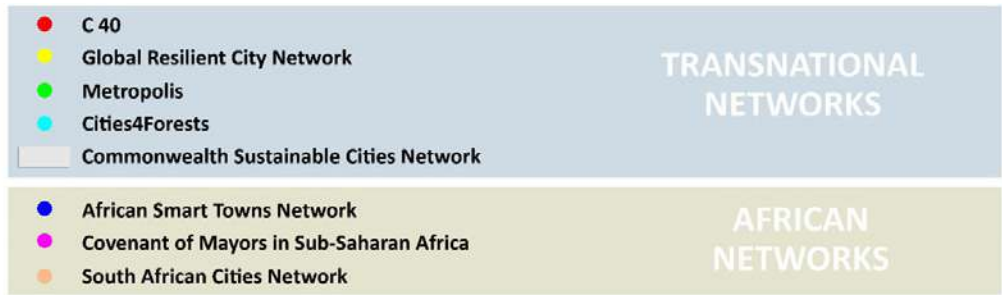 C 40
Global Resilient City Network
Metropolis
Cities4Forests
Commonwealth Sustainable Cities Network
TRANSNATIONAL
NETWORKS
African Smart Towns Network
Covenant of Mayors in Sub-Saharan Africa
South African Cities Network
AFRICAN
NETWORKS